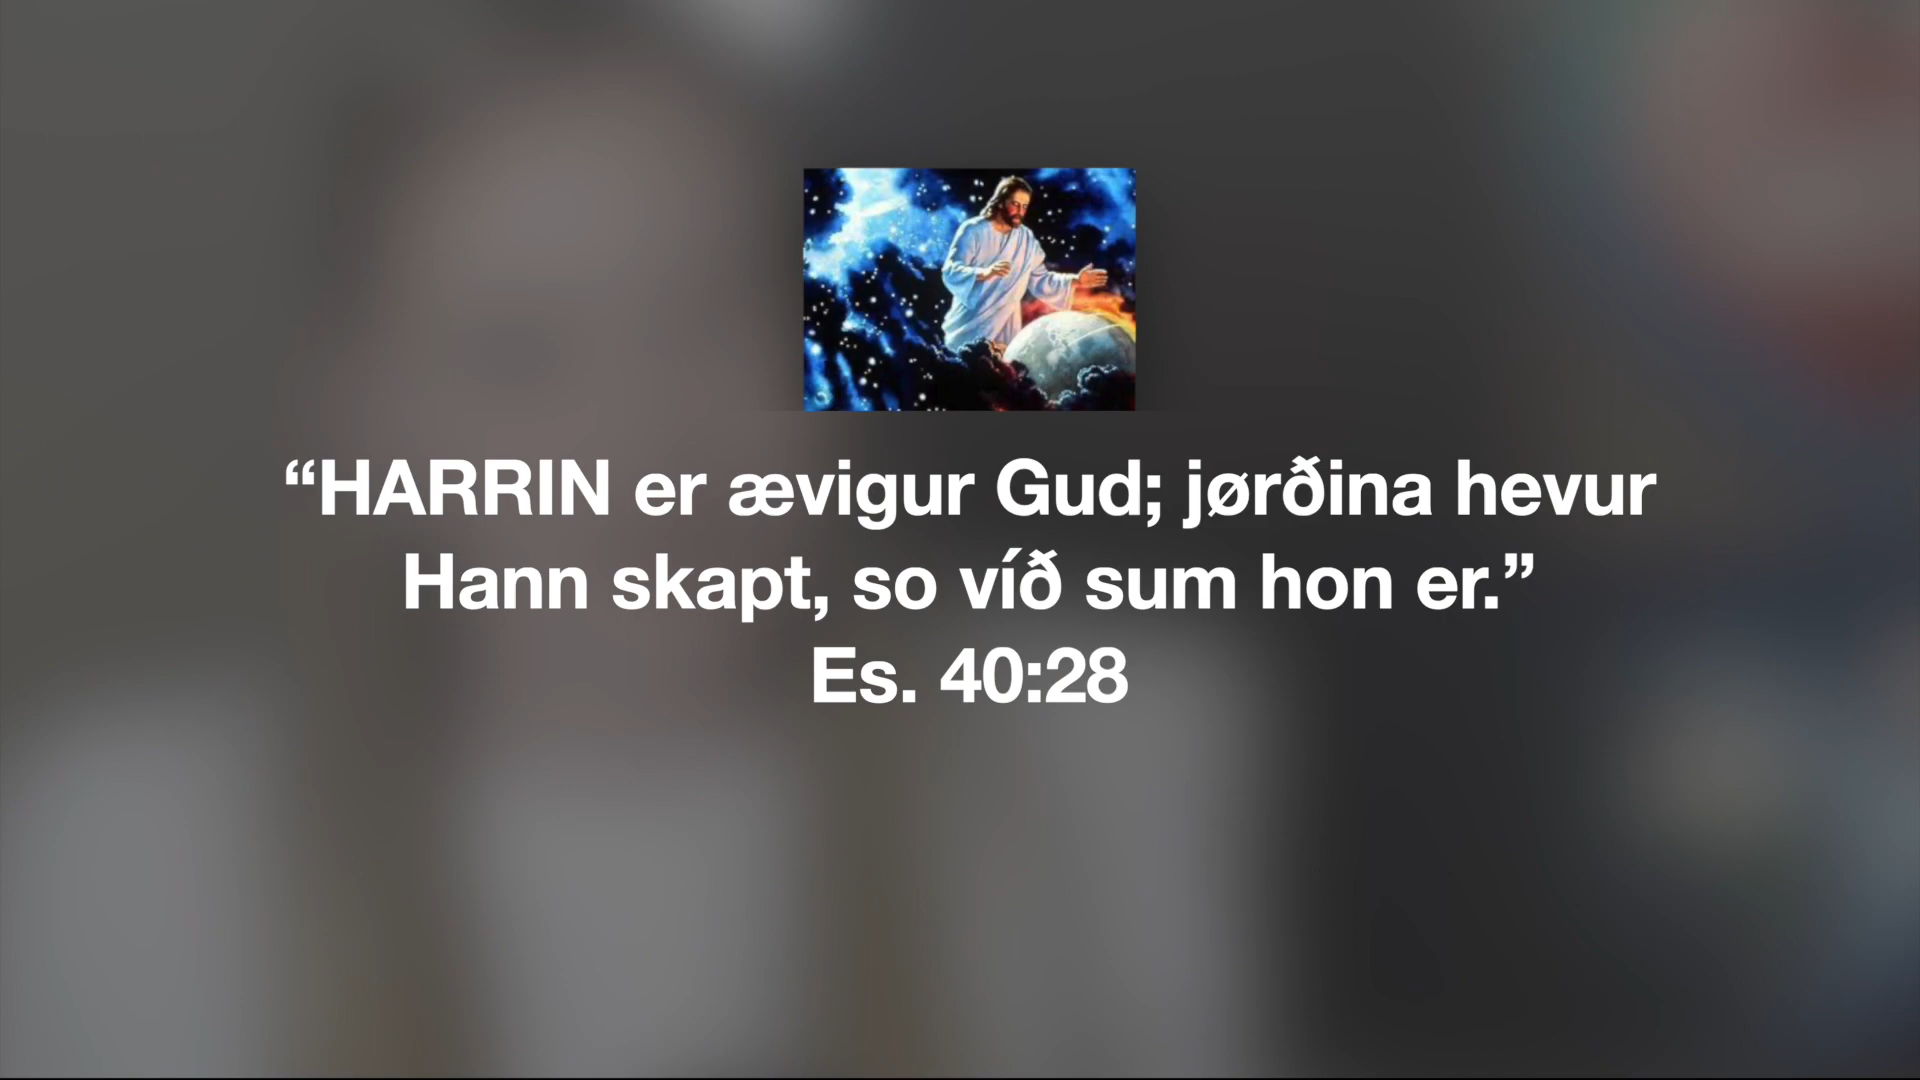 “HARRIN er ævigur Gud; jørðina hevur
Hann skapt, so víð sum hon er.”
Es. 40:28